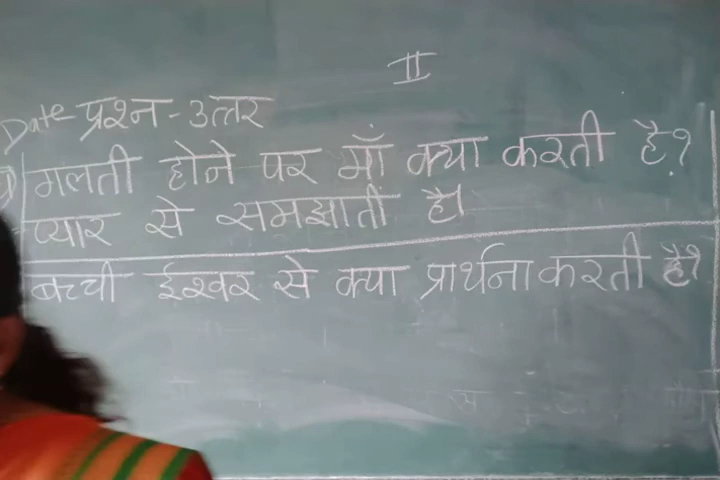 II
Date प्रश्न-उत्तर
गलती होने पर माँ क्या करती है?
प्यार से समझाती है।
बच्ची ईश्वर से क्या प्रार्थना करती है?